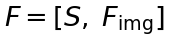 F = [S, F_img]